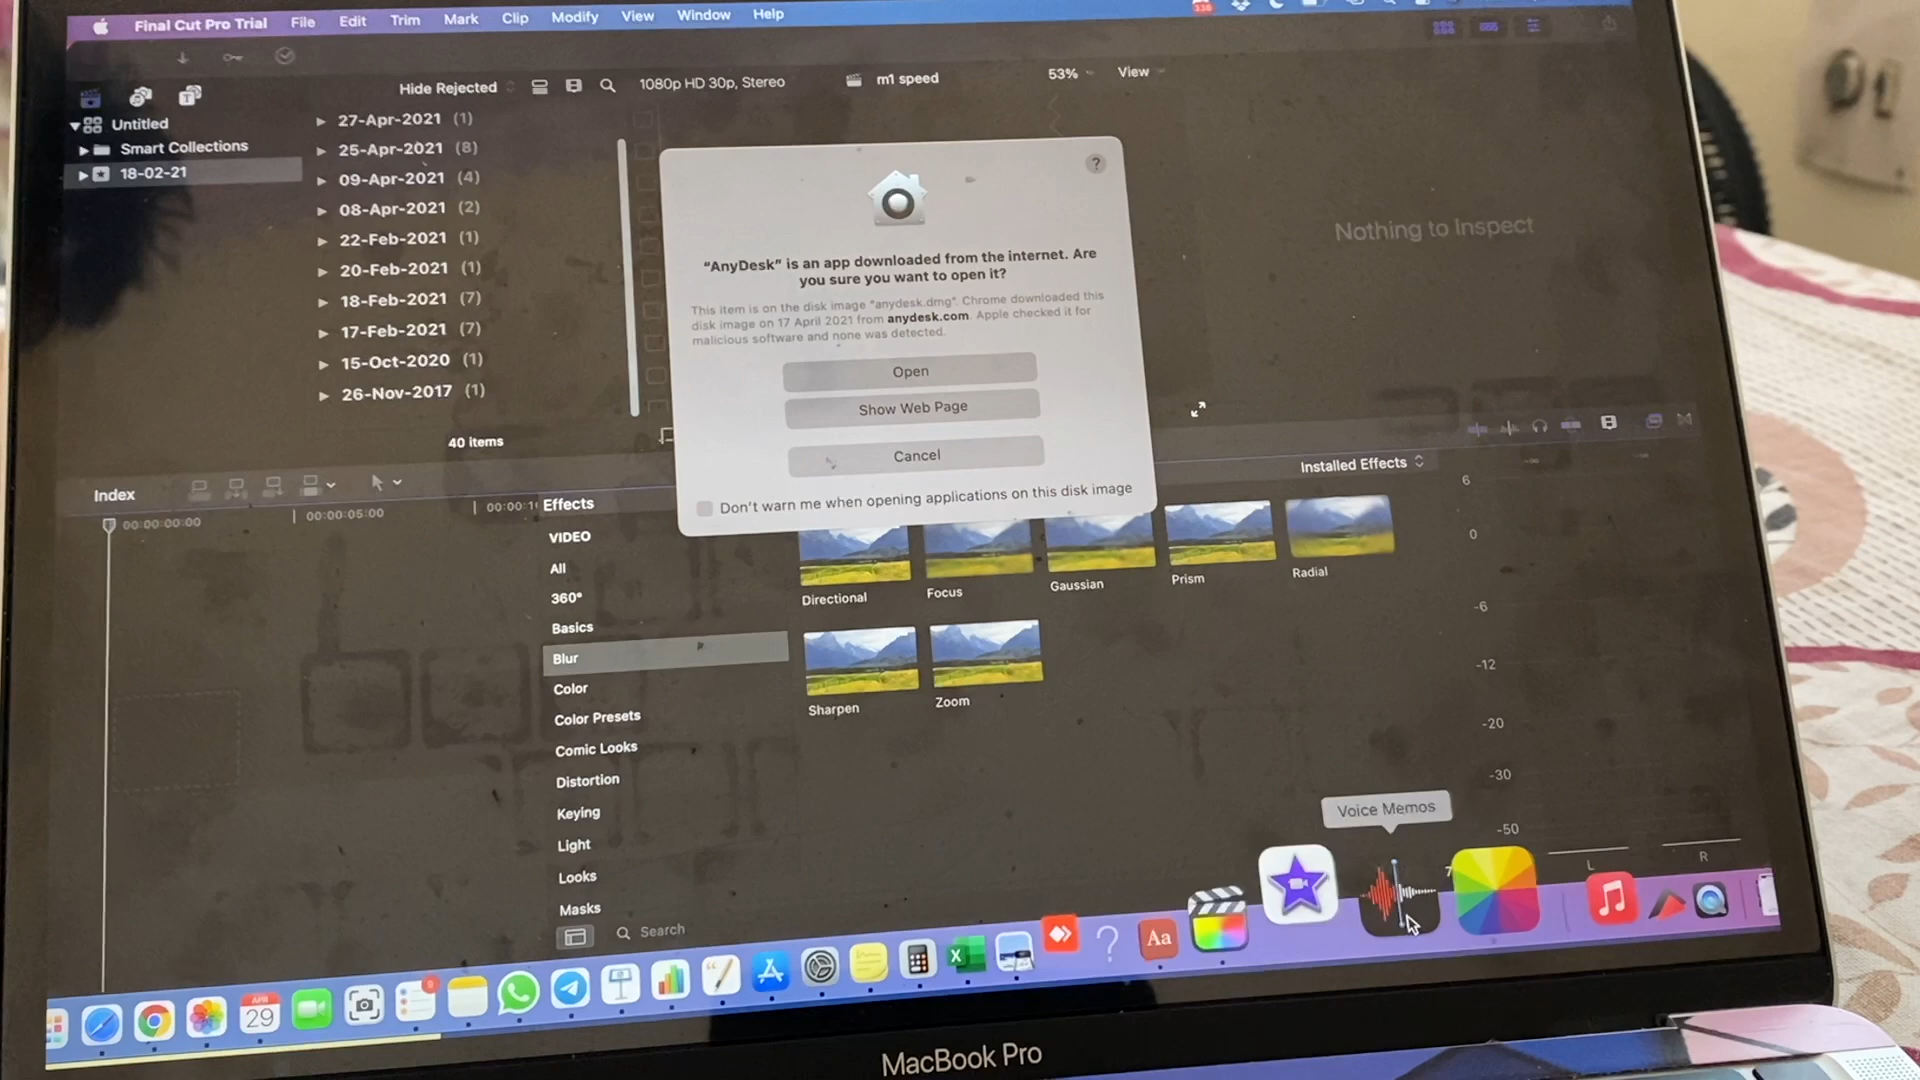 Final Cut Pro Trial File Edit Trim Mark Clip Modify View Window Help
Hide Rejected 1080p HD 30p, Stereo m1 speed 53% View
Untitled
Smart Collections
18-02-21
27-Apr-2021 (1)
25-Apr-2021 (8)
09-Apr-2021 (4)
08-Apr-2021 (2)
22-Feb-2021 (1)
20-Feb-2021 (1)
18-Feb-2021 (7)
17-Feb-2021 (7)
15-Oct-2020 (1)
26-Nov-2017 (1)
40 items
?
“AnyDesk” is an app downloaded from the internet. Are
you sure you want to open it?
This item is on the disk image “anydesk.dmg”. Chrome downloaded this
disk image on 17 April 2021 from anydesk.com. Apple checked it for
malicious software and none was detected.
Open
Show Web Page
Cancel
Don’t warn me when opening applications on this disk image
Nothing to Inspect
Index
00:00:00:00 00:00:05:00
Effects
Installed Effects
VIDEO
All
360°
Basics
Blur
Color
Color Presets
Comic Looks
Distortion
Keying
Light
Looks
Masks
Search
Directional
Focus
Gaussian
Prism
Radial
Sharpen
Zoom
6
0
-6
-12
-20
-30
-50
L R
Voice Memos
APR
29
9
Aa
MacBook Pro